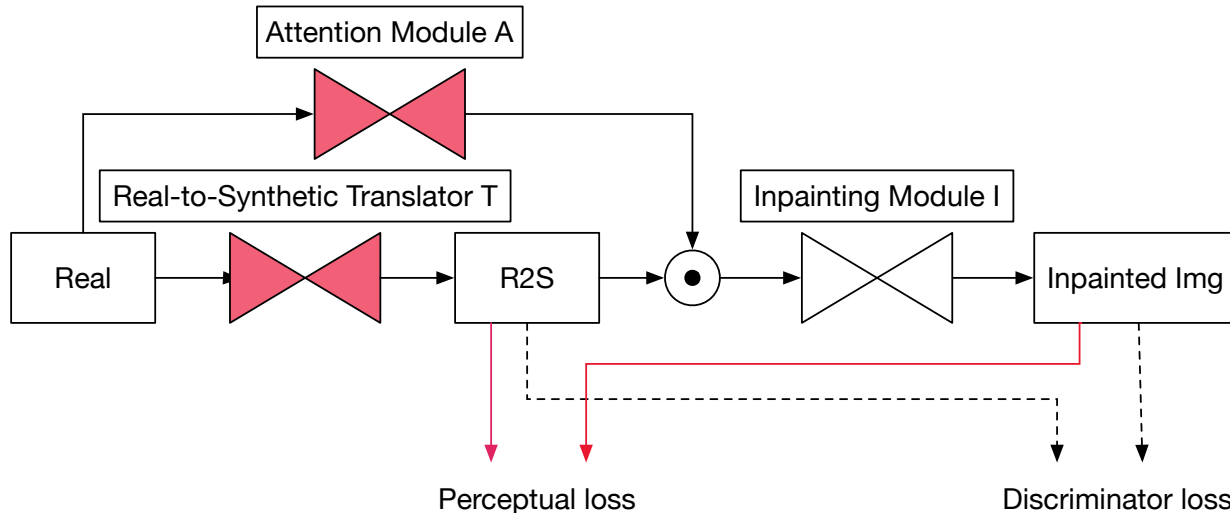 Attention Module A
Real-to-Synthetic Translator T
Inpainting Module I
Real
R2S
Inpainted Img
Perceptual loss
Discriminator loss